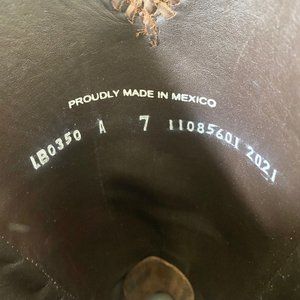 PROUDLY MADE IN MEXICO
LB0350 A 7 11085601 2021